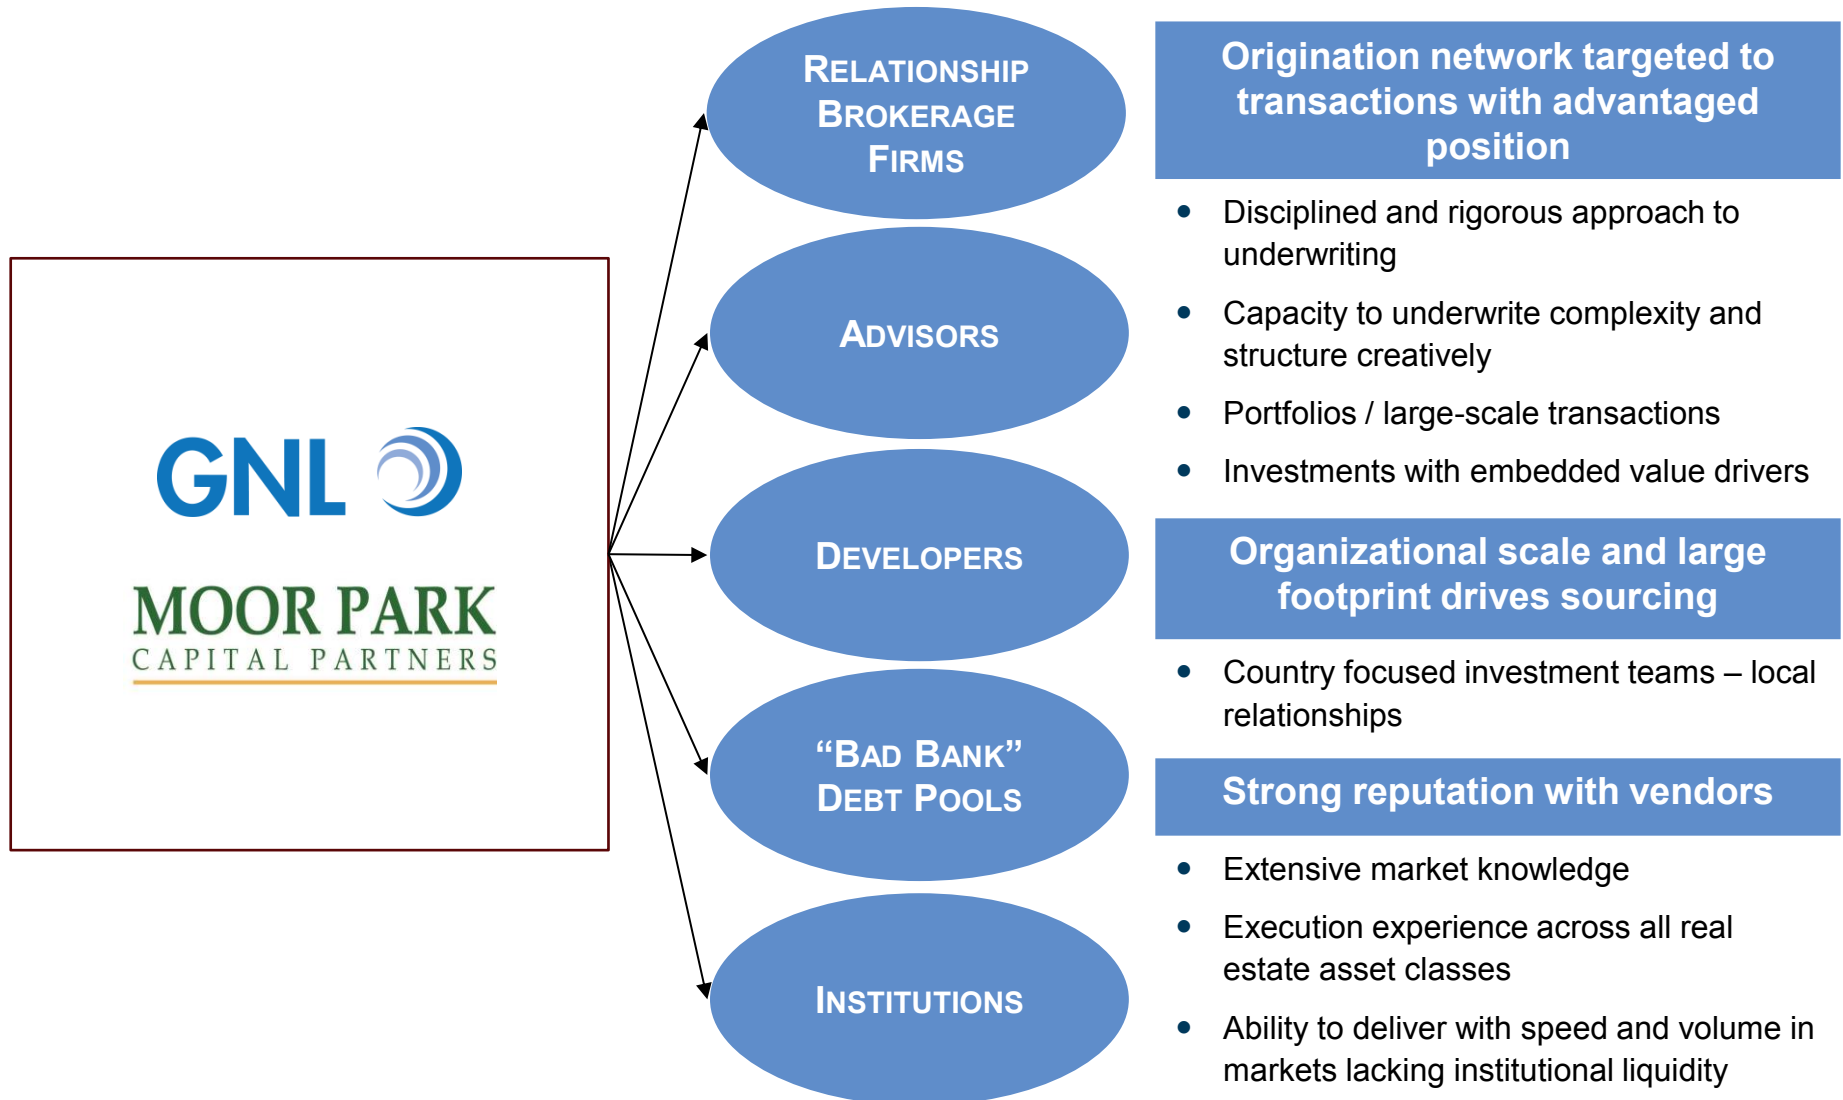 GNL
MOOR PARK
CAPITAL PARTNERS
RELATIONSHIP
BROKERAGE
FIRMS
ADVISORS
DEVELOPERS
“BAD BANK”
DEBT POOLS
INSTITUTIONS
Origination network targeted to
transactions with advantaged
position
• Disciplined and rigorous approach to
underwriting
• Capacity to underwrite complexity and
structure creatively
• Portfolios / large-scale transactions
• Investments with embedded value drivers
Organizational scale and large
footprint drives sourcing
• Country focused investment teams – local
relationships
Strong reputation with vendors
• Extensive market knowledge
• Execution experience across all real
estate asset classes
• Ability to deliver with speed and volume in
markets lacking institutional liquidity